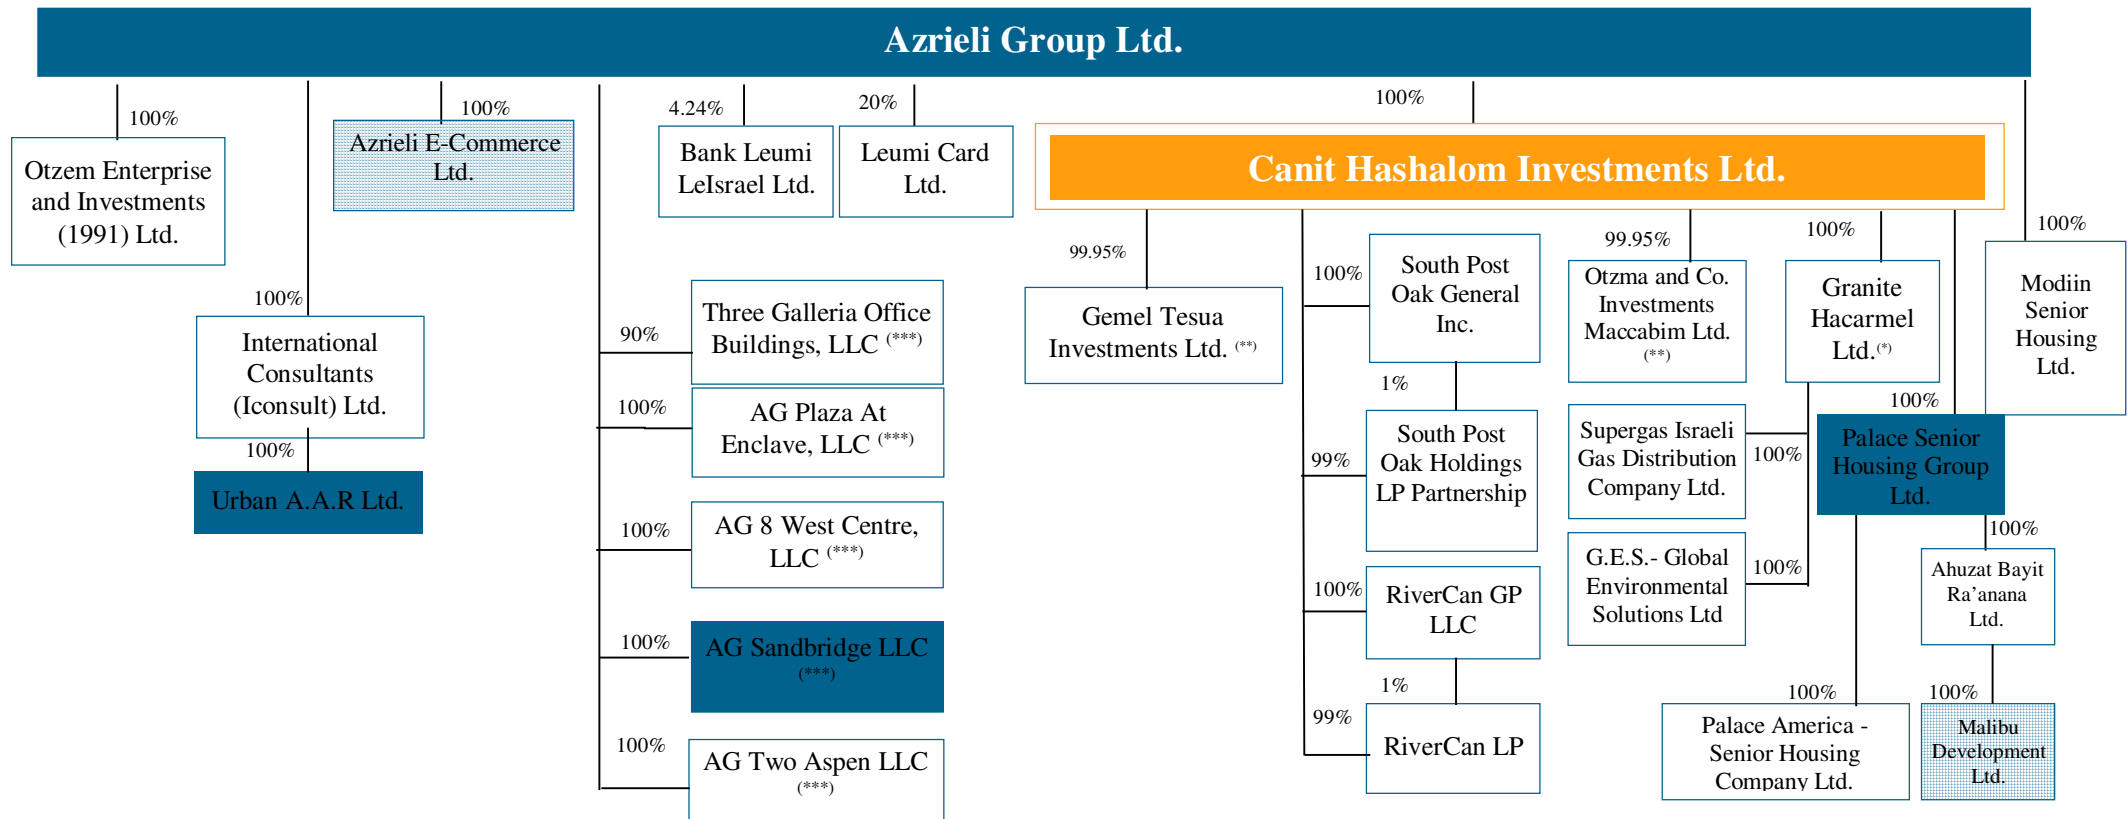 Azrieli Group Ltd.
100%
Otzem Enterprise
and Investments
(1991) Ltd.
100%
International
Consultants
(Iconsult) Ltd.
100%
Urban A.A.R Ltd.
100%
Azrieli E-Commerce
Ltd.
90%
Three Galleria Office
Buildings, LLC (***)
100%
AG Plaza At
Enclave, LLC (***)
100%
AG 8 West Centre,
LLC (***)
100%
AG Sandbridge LLC
(***)
100%
AG Two Aspen LLC
(***)
4.24%
Bank Leumi
LeIsrael Ltd.
20%
Leumi Card
Ltd.
100%
Canit Hashalom Investments Ltd.
99.95%
Gemel Tesua
Investments Ltd. (**)
100%
South Post
Oak General
Inc.
1%
99%
South Post
Oak Holdings
LP Partnership
100%
RiverCan GP
LLC
1%
99%
RiverCan LP
99.95%
Otzma and Co.
Investments
Maccabim Ltd.
(**)
100%
Granite
Hacarmel
Ltd.(*)
Supergas Israeli
Gas Distribution
Company Ltd.
100%
G.E.S.- Global
Environmental
Solutions Ltd
100%
100%
Palace Senior
Housing Group
Ltd.
100%
Palace America -
Senior Housing
Company Ltd.
100%
Ahuzat Bayit
Ra’anana
Ltd.
100%
Malibu
Development
Ltd.
100%
Modiin
Senior
Housing
Ltd.